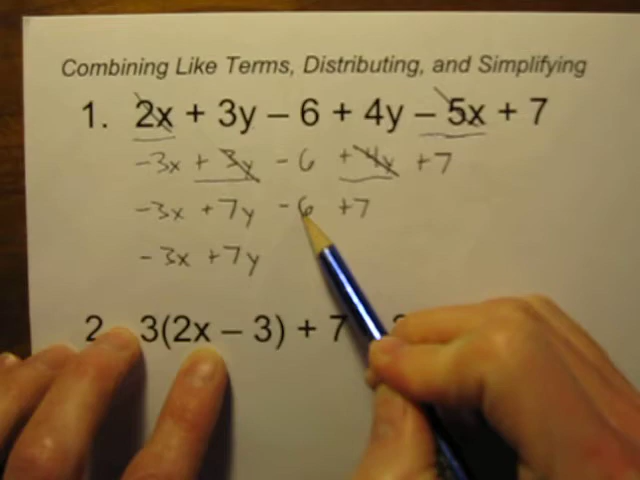 Combining Like Terms, Distributing, and Simplifying
1. 2x + 3y – 6 + 4y – 5x + 7
-3x + 3y - 6 + 4y + 7
-3x + 7y - 6 + 7
-3x + 7y
2 3(2x – 3) + 7